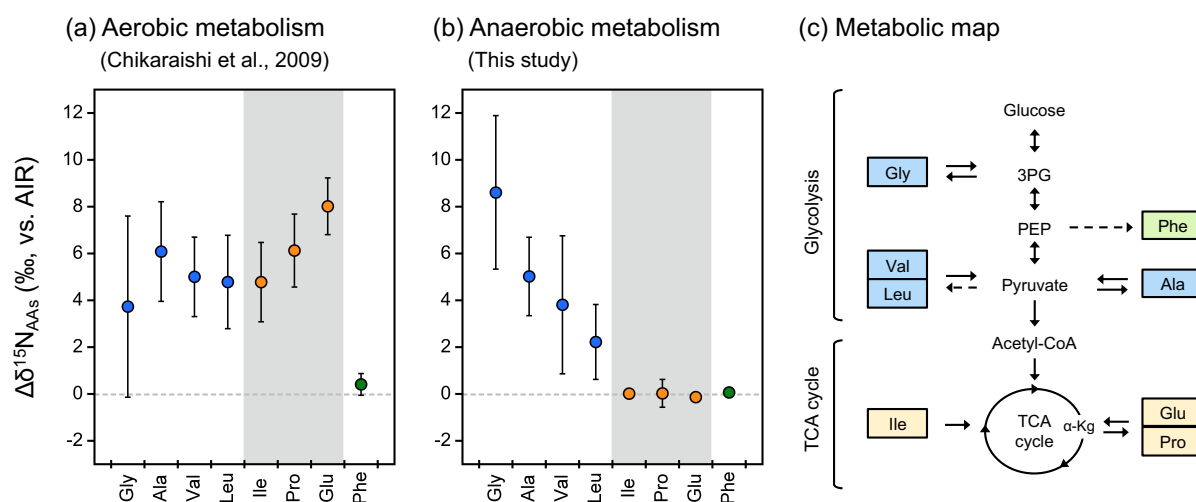 (a) Aerobic metabolism
(Chikaraishi et al., 2009)
(b) Anaerobic metabolism
(This study)
(c) Metabolic map
Δδ¹⁵N_AAs (‰, vs. AIR)
12
10
8
6
4
2
0
-2
Gly
Ala
Val
Leu
Ile
Pro
Glu
Phe
12
10
8
6
4
2
0
-2
Gly
Ala
Val
Leu
Ile
Pro
Glu
Phe
Glycolysis
Glucose
Gly
3PG
PEP
Phe
Val
Leu
Pyruvate
Ala
Acetyl-CoA
TCA cycle
Ile
TCA
cycle
α-Kg
Glu
Pro